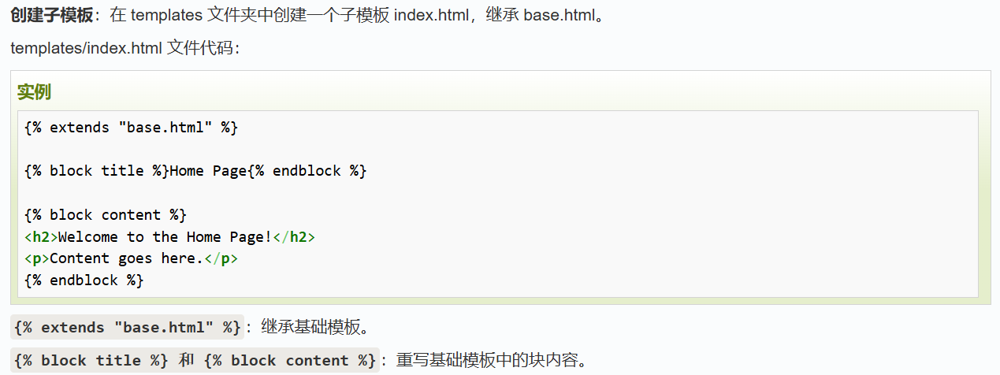 创建子模板：在 templates 文件夹中创建一个子模板 index.html，继承 base.html。
templates/index.html 文件代码：
实例
{% extends "base.html" %}
{% block title %}Home Page{% endblock %}
{% block content %}
<h2>Welcome to the Home Page!</h2>
<p>Content goes here.</p>
{% endblock %}
{% extends "base.html" %}：继承基础模板。
{% block title %} 和 {% block content %}：重写基础模板中的块内容。